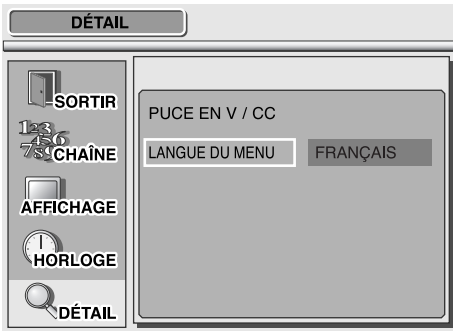 DÉTAIL
SORTIR
123
456
789
CHAÎNE
AFFICHAGE
HORLOGE
DÉTAIL
PUCE EN V / CC
LANGUE DU MENU FRANÇAIS